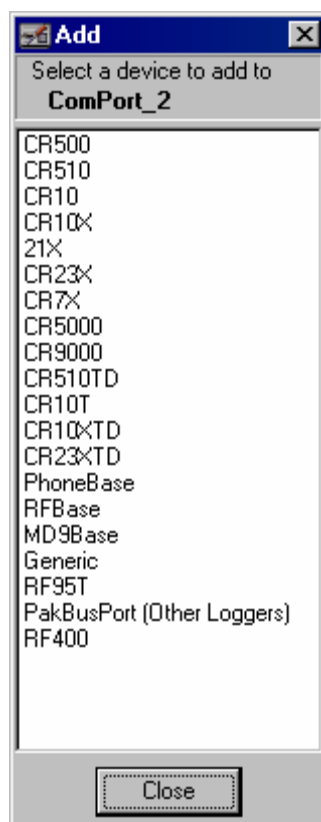 Add
Select a device to add to
ComPort_2
CR500
CR510
CR10
CR10X
21X
CR23X
CR7X
CR5000
CR9000
CR510TD
CR10T
CR10XTD
CR23XTD
PhoneBase
RFBase
MD9Base
Generic
RF95T
PakBusPort (Other Loggers)
RF400
Close